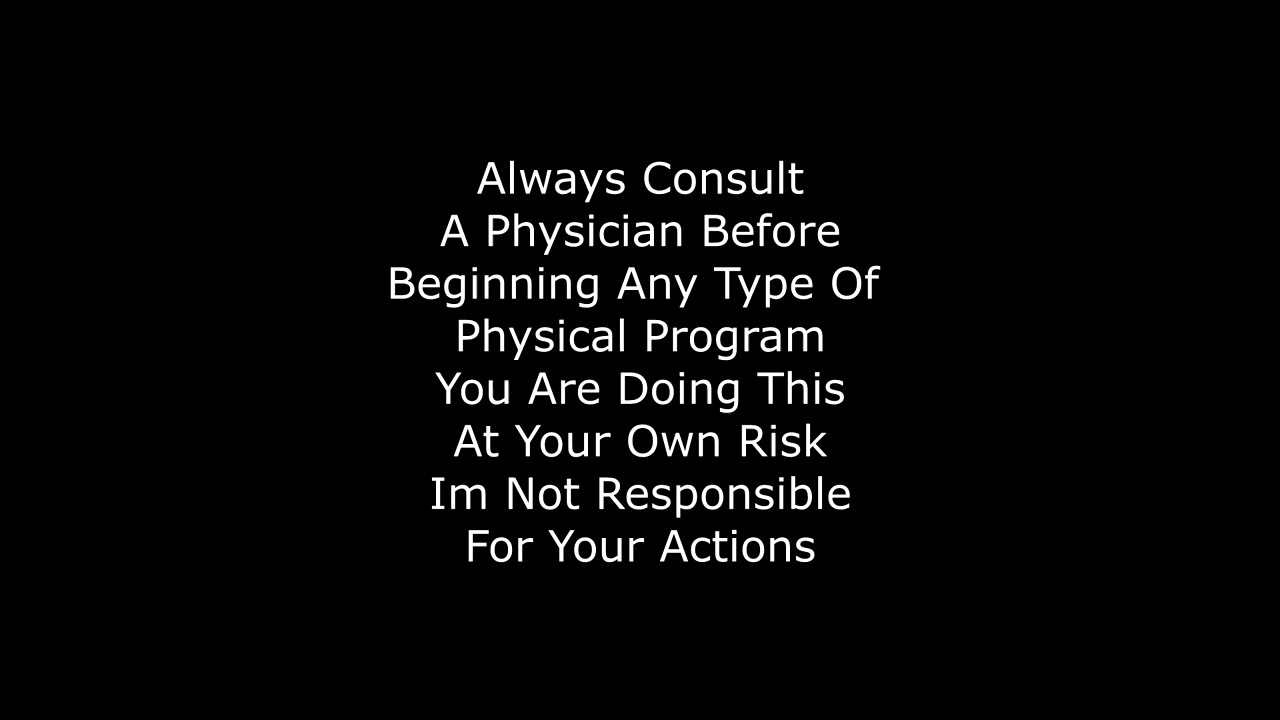 Always Consult
A Physician Before
Beginning Any Type Of
Physical Program
You Are Doing This
At Your Own Risk
Im Not Responsible
For Your Actions